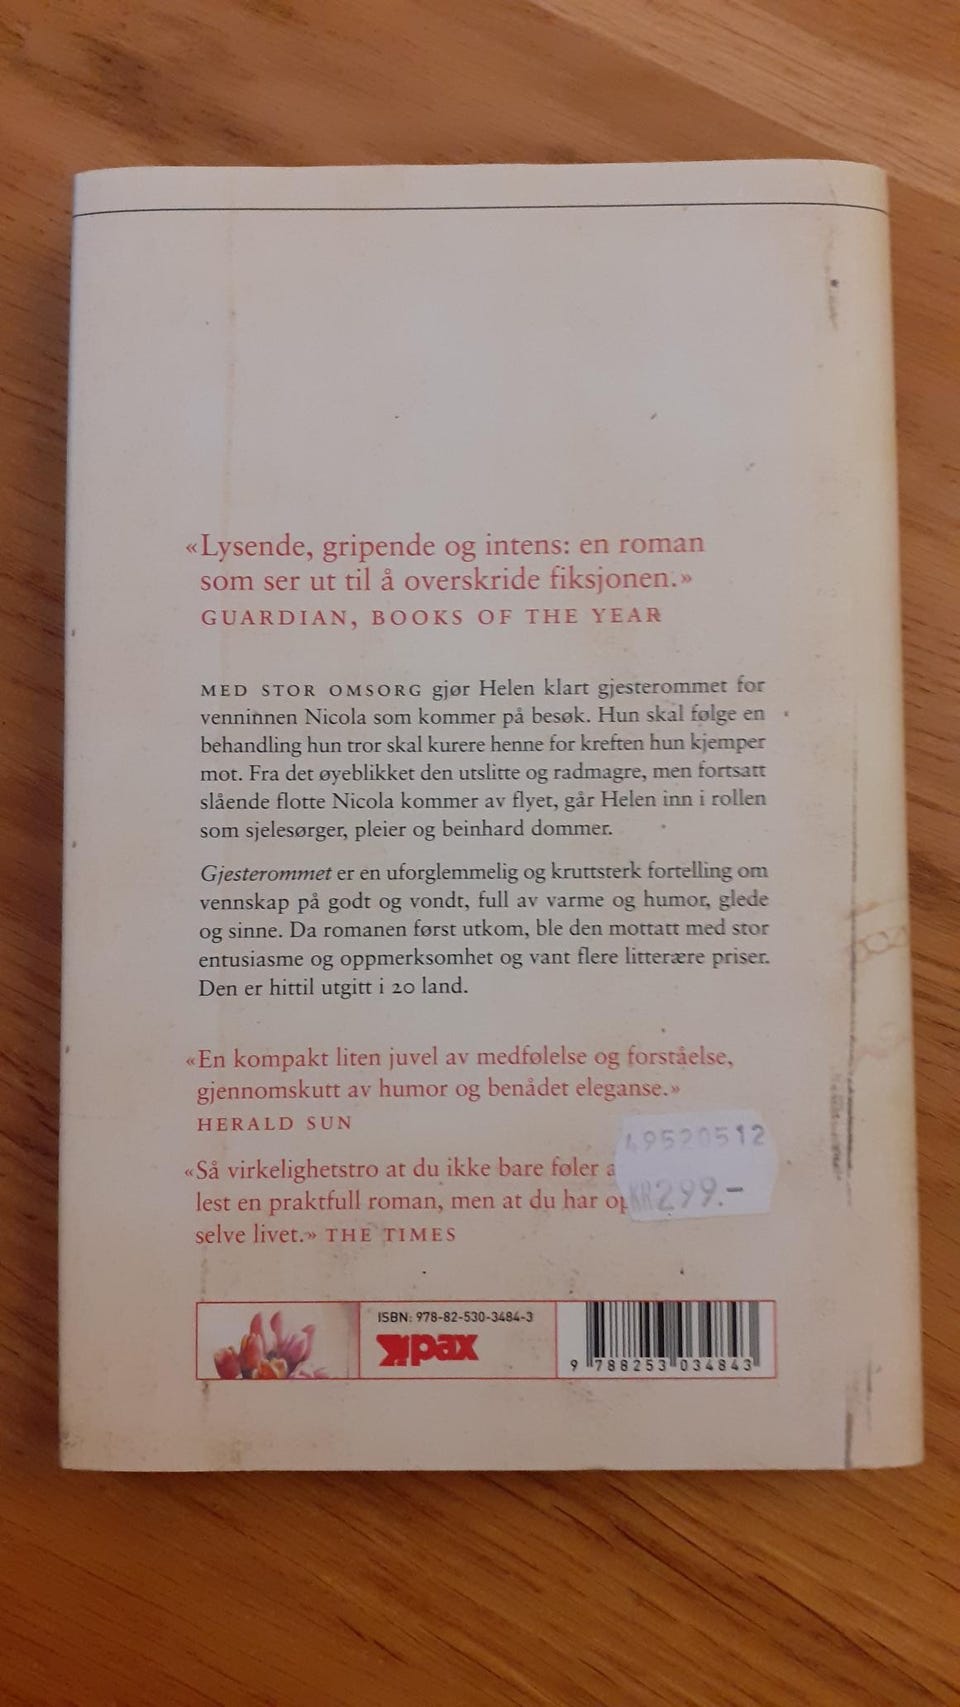 «Lysende, gripende og intens: en roman
som ser ut til å overskride fiksjonen.»
GUARDIAN, BOOKS OF THE YEAR
MED STOR OMSORG gjør Helen klart gjesterommet for
venninnen Nicola som kommer på besøk. Hun skal følge en
behandling hun tror skal kurere henne for kreften hun kjemper
mot. Fra det øyeblikket den utslitte og radmagre, men fortsatt
slående flotte Nicola kommer av flyet, går Helen inn i rollen
som sjelesørger, pleier og beinhard dommer.
Gjesterommet er en uforglemmelig og kruttsterk fortelling om
vennskap på godt og vondt, full av varme og humor, glede
og sinne. Da romanen først utkom, ble den mottatt med stor
entusiasme og oppmerksomhet og vant flere litterære priser.
Den er hittil utgitt i 20 land.
«En kompakt liten juvel av medfølelse og forståelse,
gjennomskutt av humor og benådet eleganse.»
HERALD SUN
49520512
«Så virkelighetstro at du ikke bare føler
lest en praktfull roman, men at du har
KR299.-
selve livet.» THE TIMES
ISBN: 978-82-530-3484-3
pax
9 788253 034843